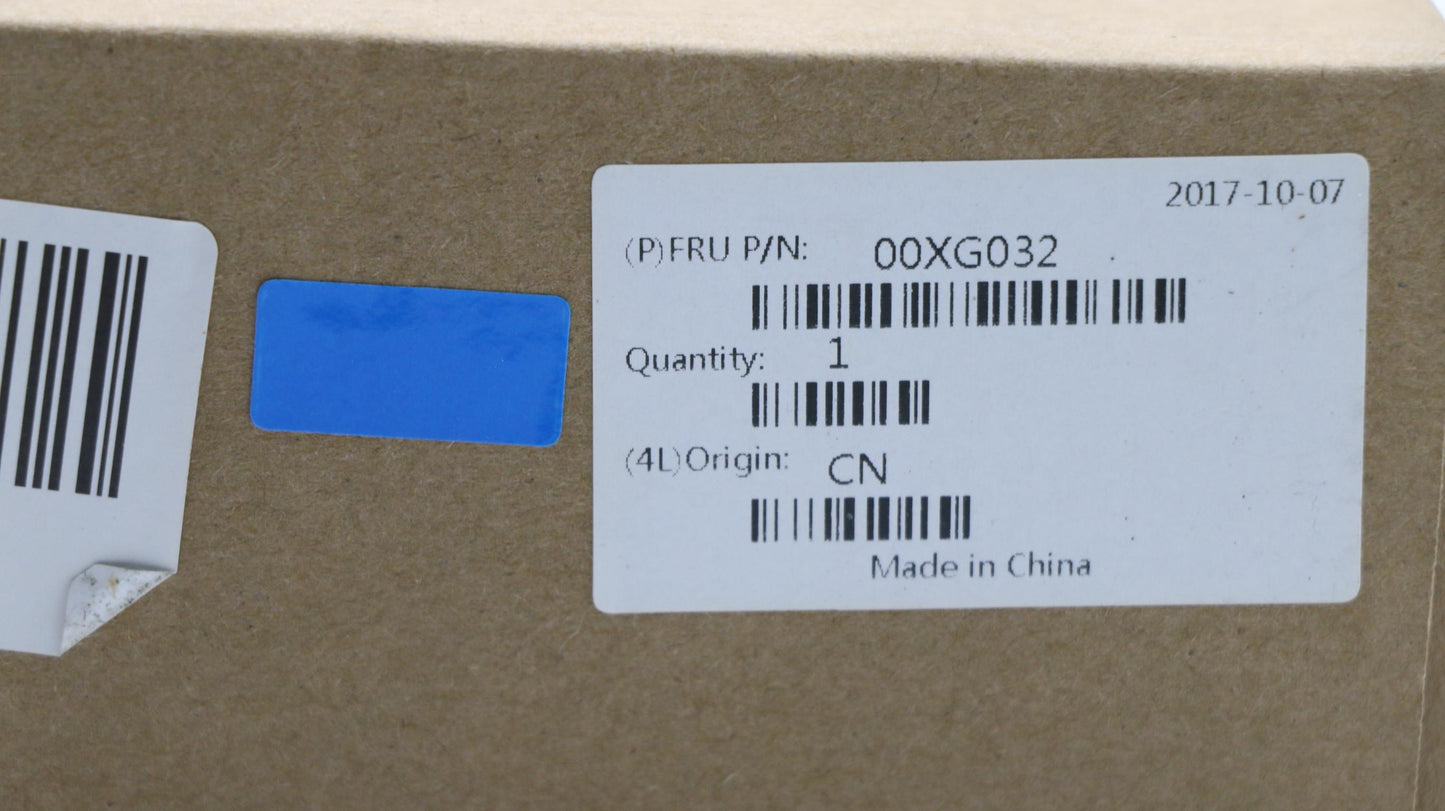 2017-10-07
(P)FRU P/N: 00XG032
Quantity: 1
(4L)Origin: CN
Made in China